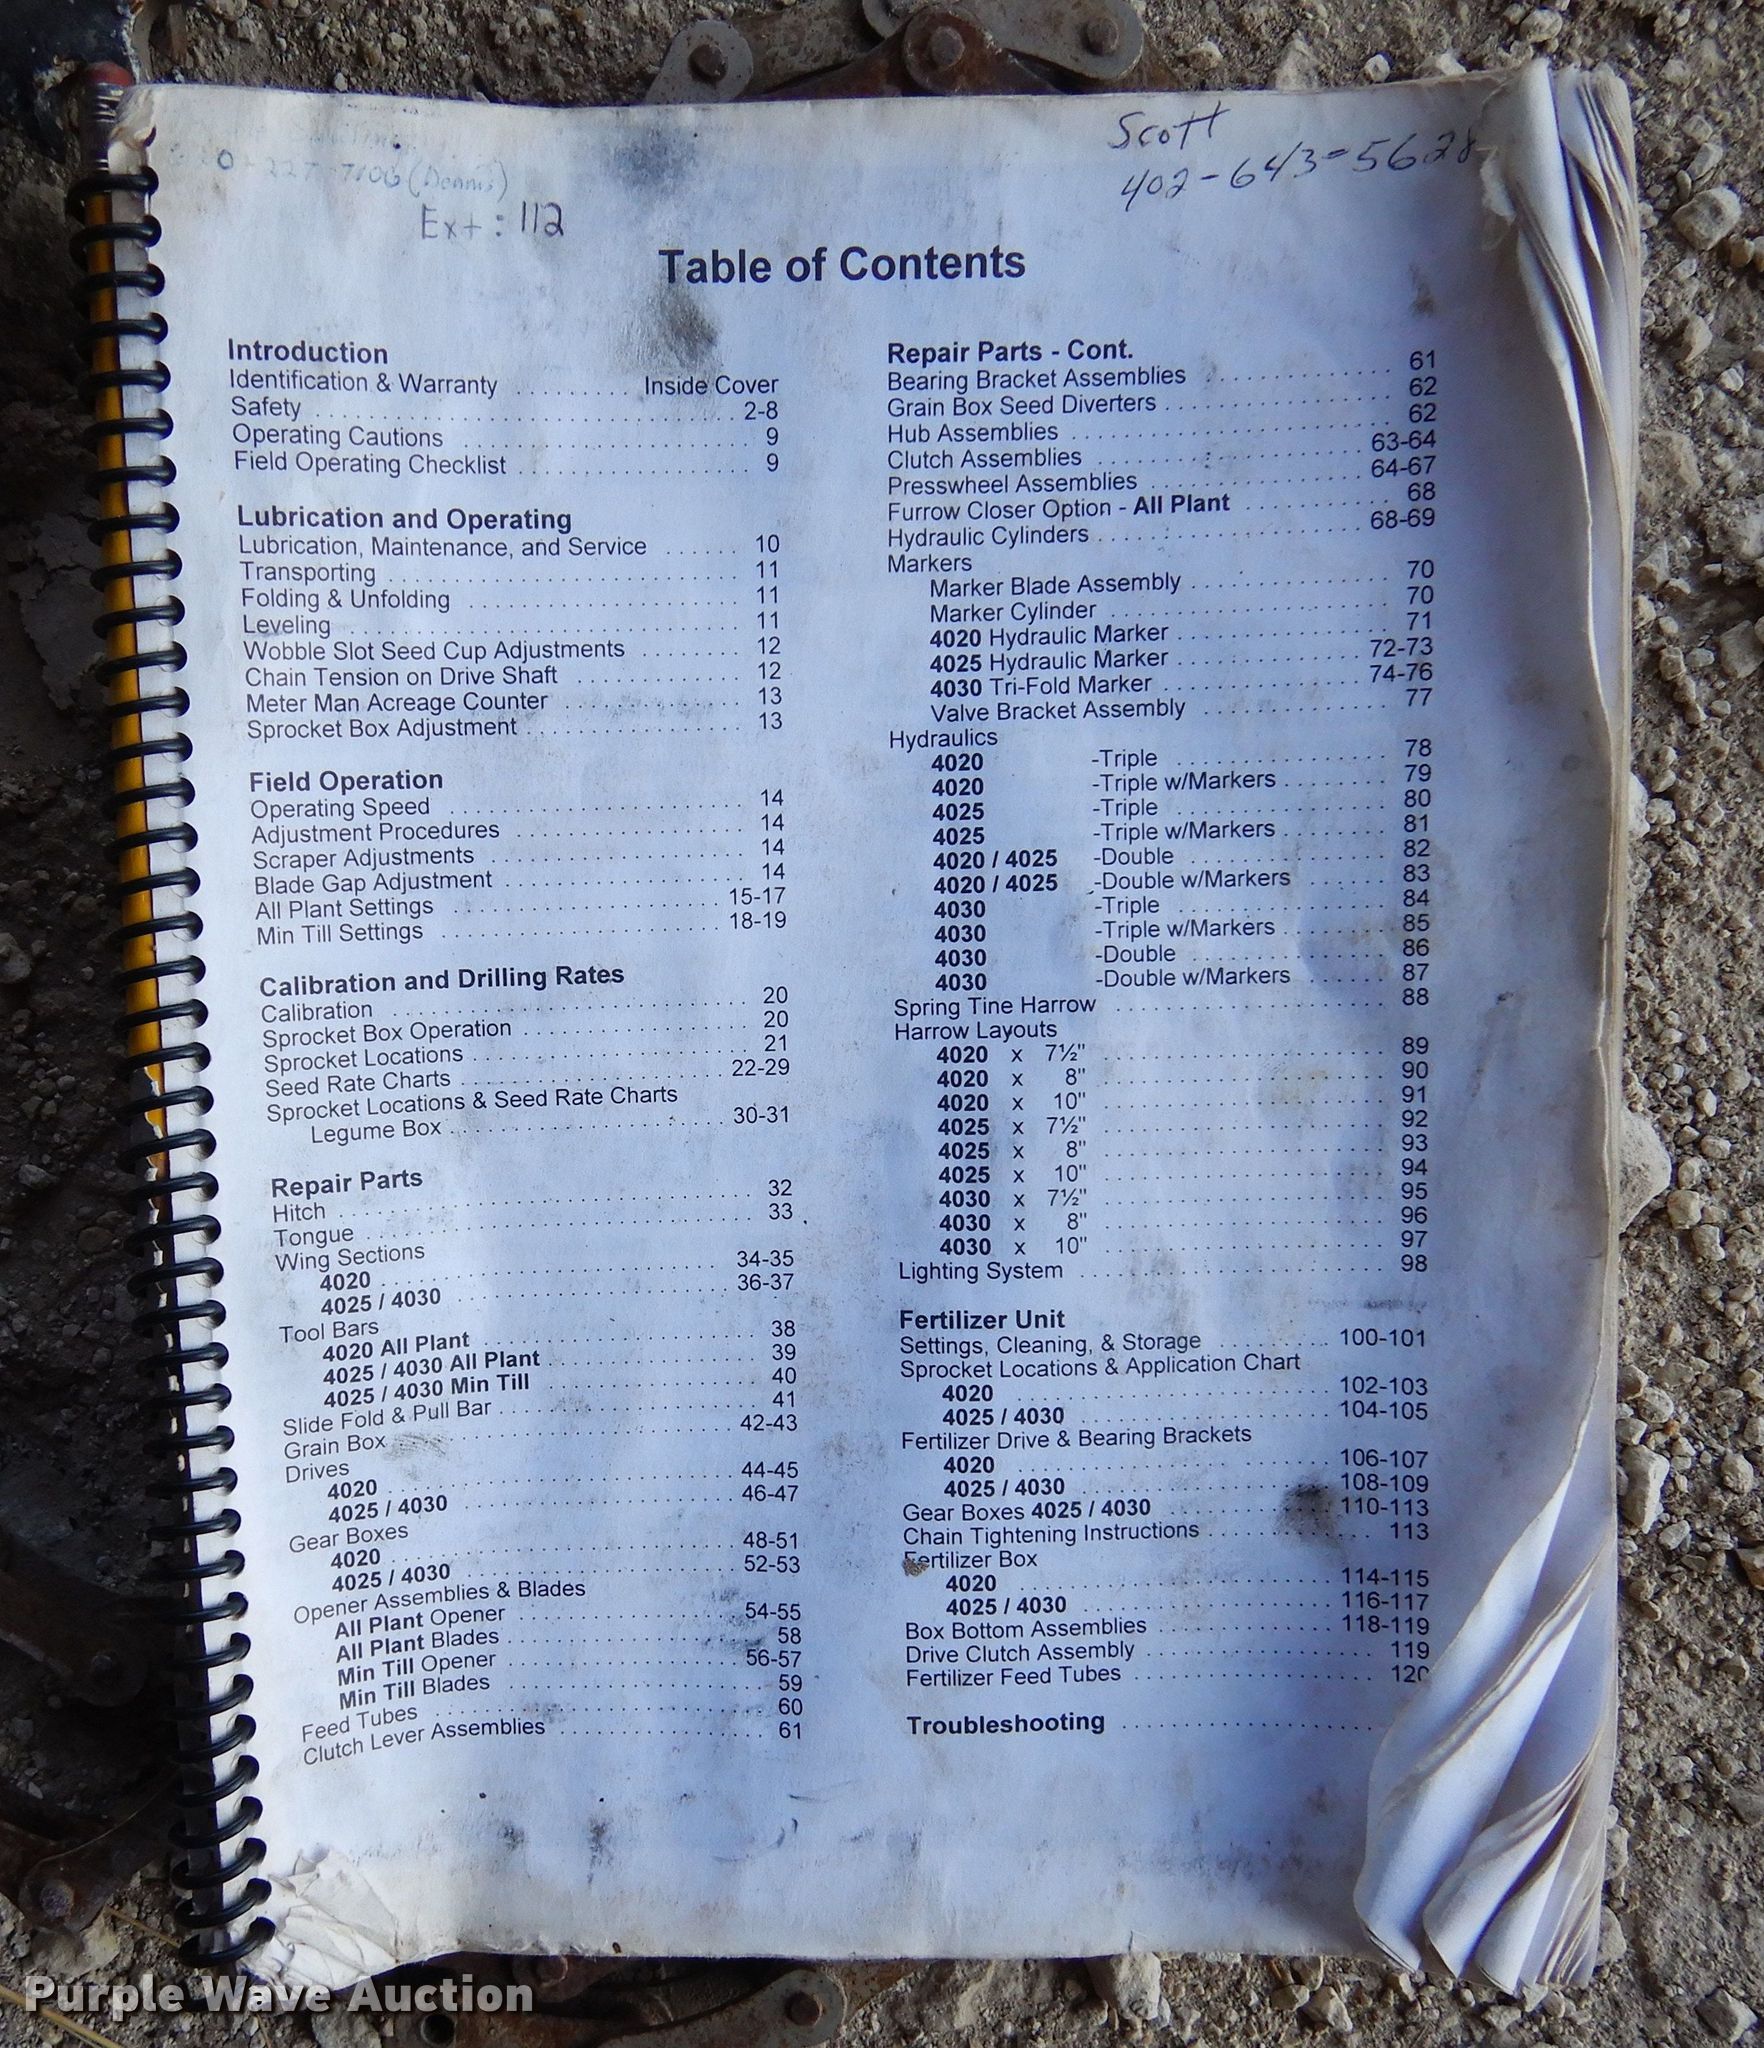 Scott
402-643-5628
227-7106 (Dennis)
Ext: 112
Table of Contents
Introduction
Identification & Warranty . . . . . . . . . Inside Cover
Safety . . . . . . . . . 2-8
Operating Cautions . . . . . . . . . 9
Field Operating Checklist . . . . . . . . . 9
Lubrication and Operating
Lubrication, Maintenance, and Service . . . . . . 10
Transporting . . . . . . . . . 11
Folding & Unfolding . . . . . . . . . 11
Leveling . . . . . . . . . 11
Wobble Slot Seed Cup Adjustments . . . . . . . . 12
Chain Tension on Drive Shaft . . . . . . . . . 12
Meter Man Acreage Counter . . . . . . . . . 13
Sprocket Box Adjustment . . . . . . . . . 13
Field Operation
Operating Speed . . . . . . . . . 14
Adjustment Procedures . . . . . . . . . 14
Scraper Adjustments . . . . . . . . . 14
Blade Gap Adjustment . . . . . . . . . 14
All Plant Settings . . . . . . . . . 15-17
Min Till Settings . . . . . . . . . 18-19
Calibration and Drilling Rates
Calibration . . . . . . . . . 20
Sprocket Box Operation . . . . . . . . . 20
Sprocket Locations . . . . . . . . . 21
Seed Rate Charts . . . . . . . . . 22-29
Sprocket Locations & Seed Rate Charts
Legume Box . . . . . . . . . 30-31
Repair Parts
Hitch . . . . . . . . . 32
Tongue . . . . . . . . . 33
Wing Sections
4020 . . . . . . . . . 34-35
4025 / 4030 . . . . . . . . . 36-37
Tool Bars
4020 All Plant . . . . . . . . . 38
4025 / 4030 All Plant . . . . . . . . . 39
4025 / 4030 Min Till . . . . . . . . . 40
Slide Fold & Pull Bar . . . . . . . . . 41
Grain Box . . . . . . . . . 42-43
Drives
4020 . . . . . . . . . 44-45
4025 / 4030 . . . . . . . . . 46-47
Gear Boxes
4020 . . . . . . . . . 48-51
4025 / 4030 . . . . . . . . . 52-53
Opener Assemblies & Blades
All Plant Opener . . . . . . . . . 54-55
All Plant Blades . . . . . . . . . 58
Min Till Opener . . . . . . . . . 56-57
Min Till Blades . . . . . . . . . 59
Feed Tubes . . . . . . . . . 60
Clutch Lever Assemblies . . . . . . . . . 61
Repair Parts - Cont.
Bearing Bracket Assemblies . . . . . . . . . 61
Grain Box Seed Diverters . . . . . . . . . 62
Hub Assemblies . . . . . . . . . 62
Clutch Assemblies . . . . . . . . . 63-64
Presswheel Assemblies . . . . . . . . . 64-67
Furrow Closer Option - All Plant . . . . . . . . . 68
Hydraulic Cylinders . . . . . . . . . 68-69
Markers
Marker Blade Assembly . . . . . . . . . 70
Marker Cylinder . . . . . . . . . 70
4020 Hydraulic Marker . . . . . . . . . 71
4025 Hydraulic Marker . . . . . . . . . 72-73
4030 Tri-Fold Marker . . . . . . . . . 74-76
Valve Bracket Assembly . . . . . . . . . 77
Hydraulics
4020 -Triple . . . . . . . . . 78
4020 -Triple w/Markers . . . . . . . . 79
4025 -Triple . . . . . . . . . 80
4025 -Triple w/Markers . . . . . . . . 81
4020 / 4025 -Double . . . . . . . . . 82
4020 / 4025 -Double w/Markers . . . . . . 83
4030 -Triple . . . . . . . . . 84
4030 -Triple w/Markers . . . . . . . . 85
4030 -Double . . . . . . . . . 86
4030 -Double w/Markers . . . . . . 87
Spring Tine Harrow . . . . . . . . . 88
Harrow Layouts
4020 x 7½" . . . . . . . . . 89
4020 x 8" . . . . . . . . . 90
4020 x 10" . . . . . . . . . 91
4025 x 7½" . . . . . . . . . 92
4025 x 8" . . . . . . . . . 93
4025 x 10" . . . . . . . . . 94
4030 x 7½" . . . . . . . . . 95
4030 x 8" . . . . . . . . . 96
4030 x 10" . . . . . . . . . 97
Lighting System . . . . . . . . . 98
Fertilizer Unit
Settings, Cleaning, & Storage . . . . . . . . . 100-101
Sprocket Locations & Application Chart
4020 . . . . . . . . . 102-103
4025 / 4030 . . . . . . . . . 104-105
Fertilizer Drive & Bearing Brackets
4020 . . . . . . . . . 106-107
4025 / 4030 . . . . . . . . . 108-109
Gear Boxes 4025 / 4030 . . . . . . . . . 110-113
Chain Tightening Instructions . . . . . . . . . 113
Fertilizer Box
4020 . . . . . . . . . 114-115
4025 / 4030 . . . . . . . . . 116-117
Box Bottom Assemblies . . . . . . . . . 118-119
Drive Clutch Assembly . . . . . . . . . 119
Fertilizer Feed Tubes . . . . . . . . . 120
Troubleshooting . . . . . . . . .
Purple Wave Auction